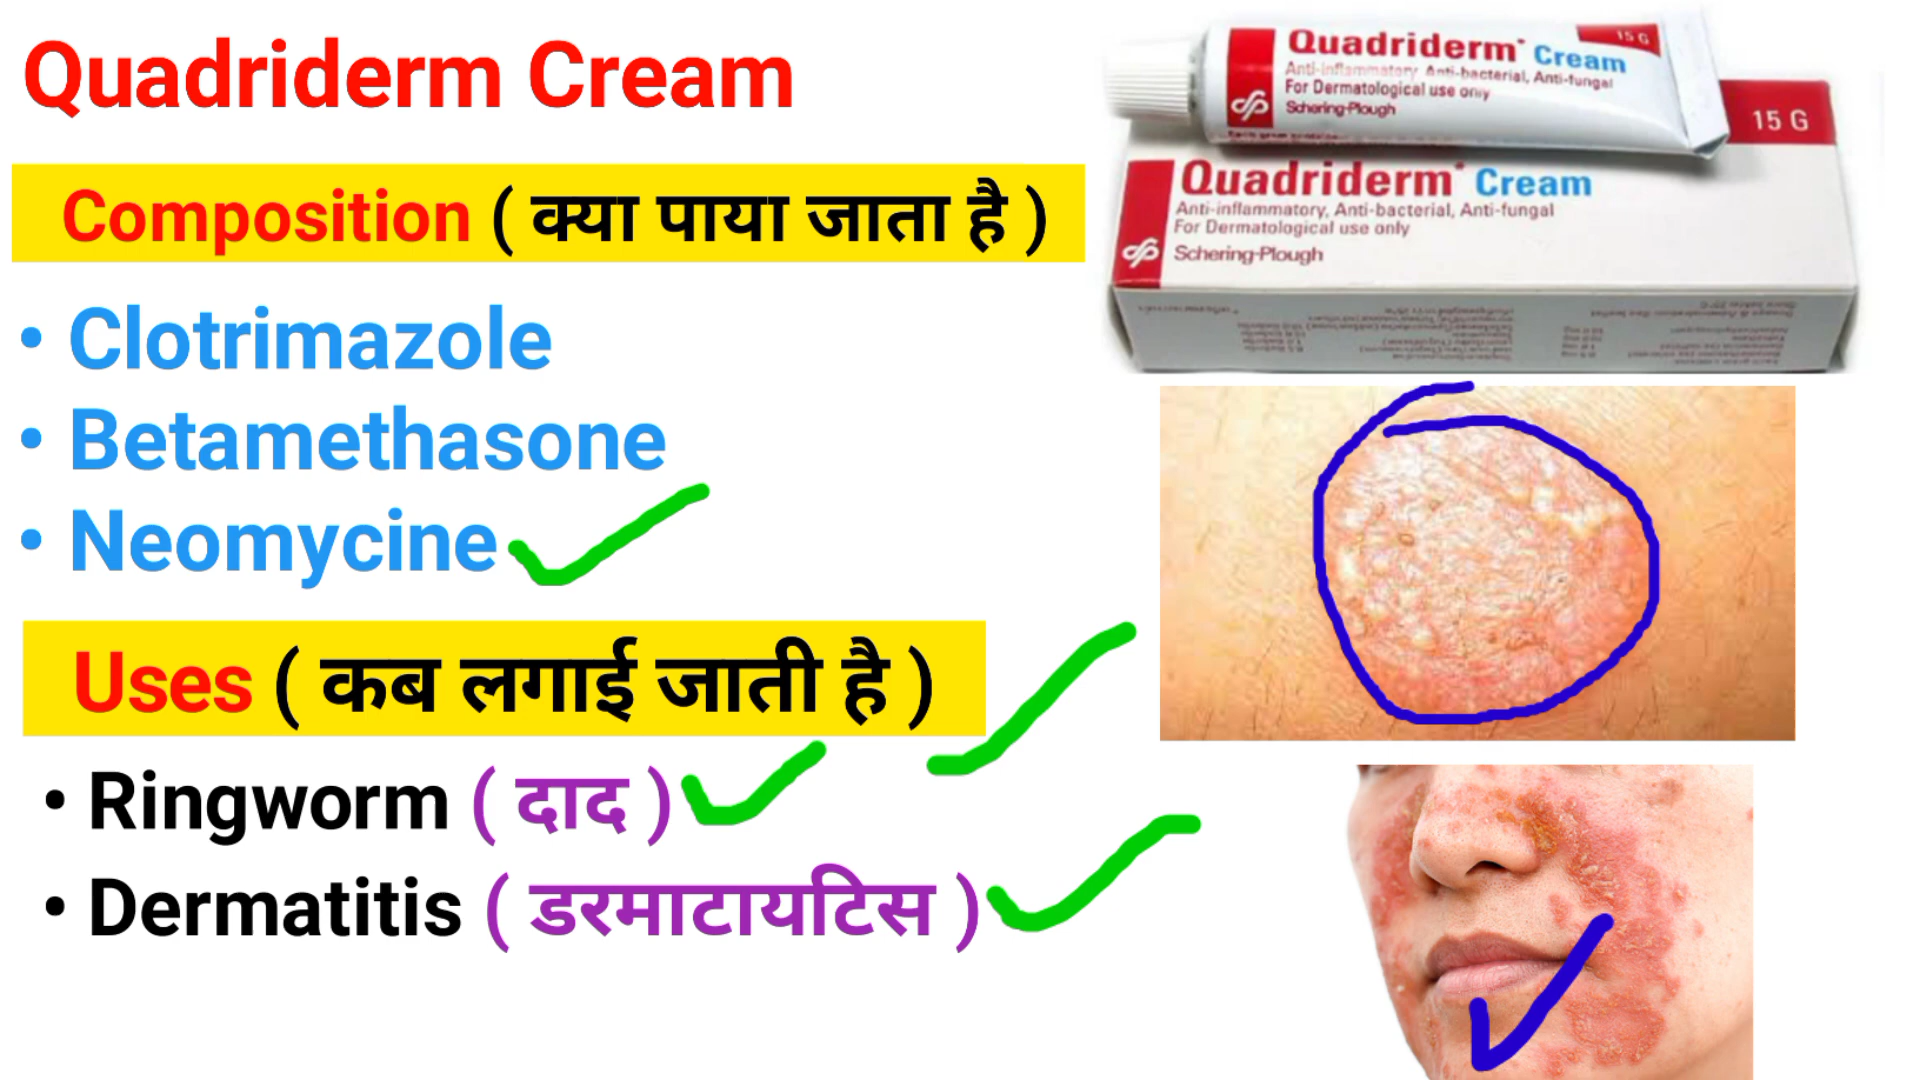 Quadriderm Cream
Composition ( क्या पाया जाता है )
• Clotrimazole
• Betamethasone
• Neomycine
Uses ( कब लगाई जाती है )
• Ringworm ( दाद )
• Dermatitis ( डरमाटायटिस )
15 G
Quadriderm* Cream
Anti-inflammatory, Anti-bacterial, Anti-fungal
For Dermatological use only
Schering-Plough
15 G
Quadriderm* Cream
Anti-inflammatory, Anti-bacterial, Anti-fungal
For Dermatological use only
Schering-Plough